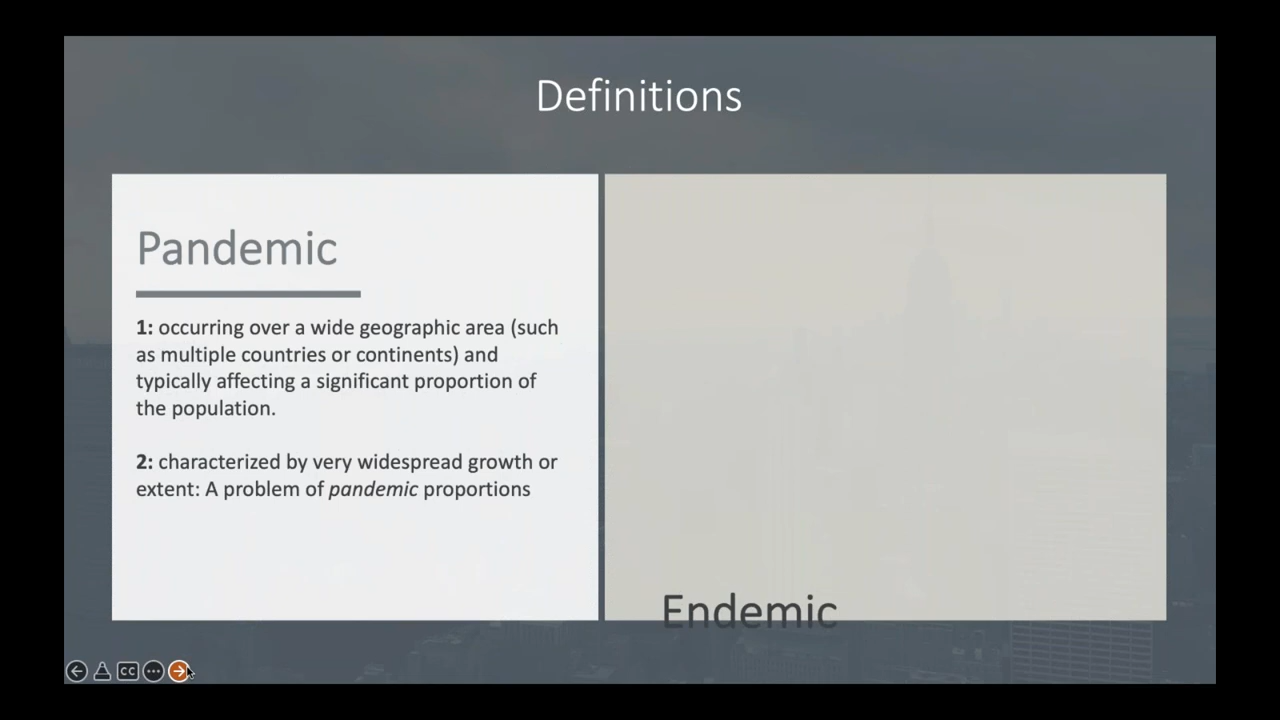 Definitions
Pandemic
1: occurring over a wide geographic area (such
as multiple countries or continents) and
typically affecting a significant proportion of
the population.
2: characterized by very widespread growth or
extent: A problem of pandemic proportions
Endemic
CC